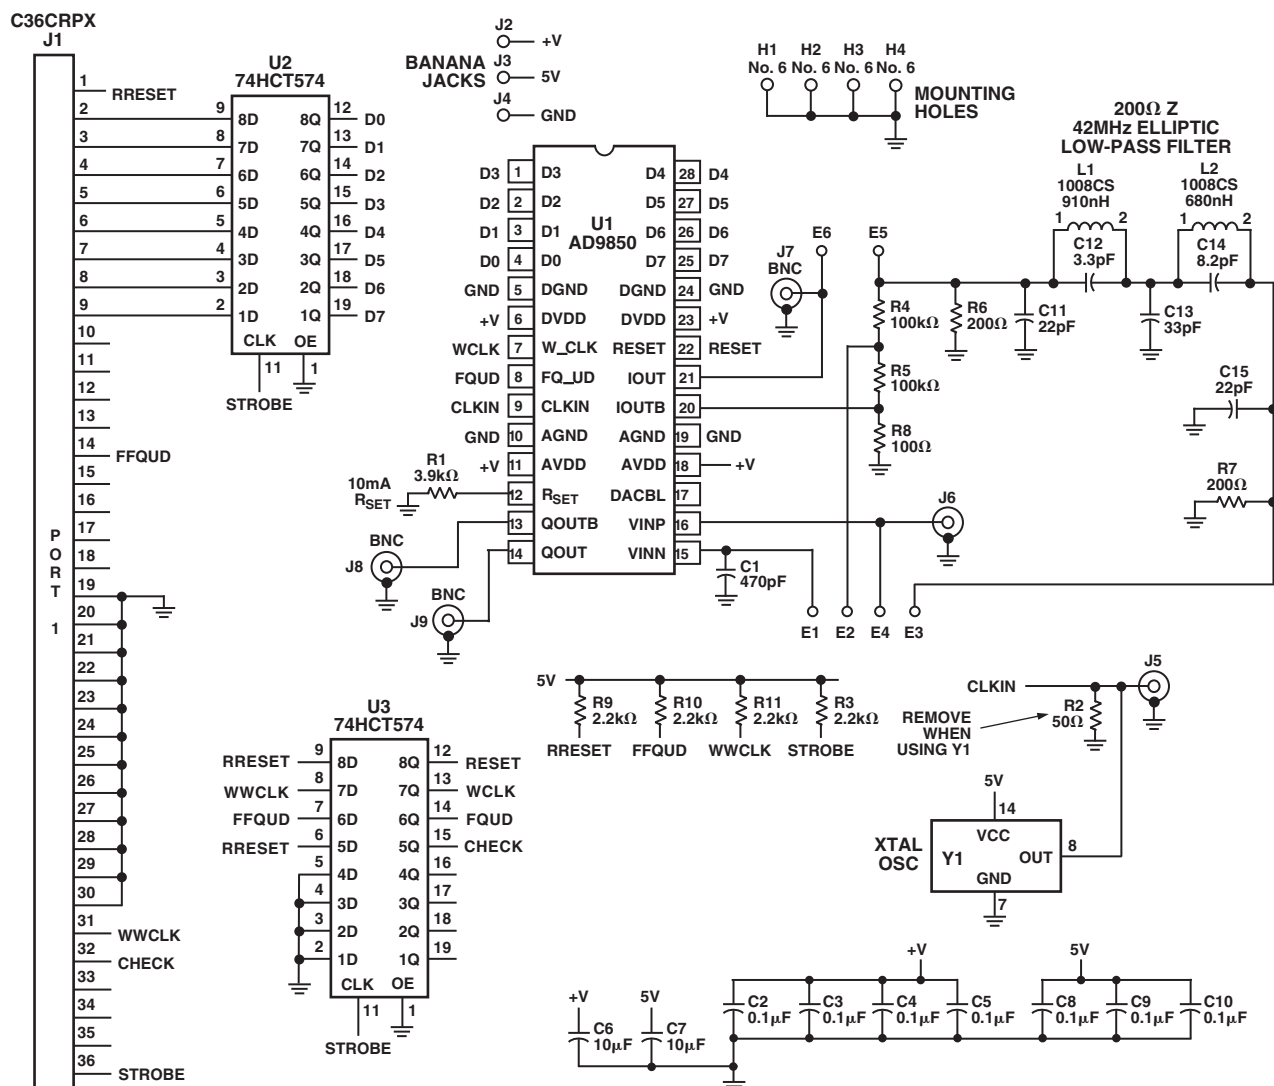 C36CRPX
J1
PORT 1
1
RRESET
2
3
4
5
6
7
8
9
10
11
12
13
14
FFQUD
15
16
17
18
19
20
21
22
23
24
25
26
27
28
29
30
31
WWCLK
32
CHECK
33
34
35
36
STROBE
U2
74HCT574
9 8D 8Q 12 D0
8 7D 7Q 13 D1
7 6D 6Q 14 D2
6 5D 5Q 15 D3
5 4D 4Q 16 D4
4 3D 3Q 17 D5
3 2D 2Q 18 D6
2 1D 1Q 19 D7
CLK OE
11 1
STROBE
BANANA
JACKS
J2
+V
J3
5V
J4
GND
H1 H2 H3 H4
No. 6 No. 6 No. 6 No. 6
MOUNTING
HOLES
U1
AD9850
D3 1 D3 D4 28 D4
D2 2 D2 D5 27 D5
D1 3 D1 D6 26 D6
D0 4 D0 D7 25 D7
GND 5 DGND DGND 24 GND
+V 6 DVDD DVDD 23 +V
WCLK 7 W_CLK RESET 22 RESET
FQUD 8 FQ_UD IOUT 21
CLKIN 9 CLKIN IOUTB 20
GND 10 AGND AGND 19 GND
+V 11 AVDD AVDD 18 +V
12 RSET DACBL 17
13 QOUTB VINP 16
14 QOUT VINN 15
R1
3.9kΩ
10mA
RSET
BNC
J8
BNC
J9
J7
BNC
E6
E5
R4
100kΩ
R5
100kΩ
R8
100Ω
R6
200Ω
C11
22pF
200Ω Z
42MHz ELLIPTIC
LOW-PASS FILTER
L1
1008CS
910nH
1 2
C12
3.3pF
L2
1008CS
680nH
1 2
C14
8.2pF
C13
33pF
C15
22pF
R7
200Ω
J6
C1
470pF
E1 E2 E4 E3
5V
R9
2.2kΩ
R10
2.2kΩ
R11
2.2kΩ
R3
2.2kΩ
RRESET FFQUD WWCLK STROBE
CLKIN
J5
R2
50Ω
REMOVE
WHEN
USING Y1
5V
14
XTAL
OSC
Y1
VCC
OUT
GND
8
7
U3
74HCT574
RRESET 9 8D 8Q 12 RESET
WWCLK 8 7D 7Q 13 WCLK
FFQUD 7 6D 6Q 14 FQUD
RRESET 6 5D 5Q 15 CHECK
5 4D 4Q 16
4 3D 3Q 17
3 2D 2Q 18
2 1D 1Q 19
CLK OE
11 1
STROBE
+V
C6
10µF
5V
C7
10µF
+V
C2
0.1µF
C3
0.1µF
C4
0.1µF
C5
0.1µF
5V
C8
0.1µF
C9
0.1µF
C10
0.1µF